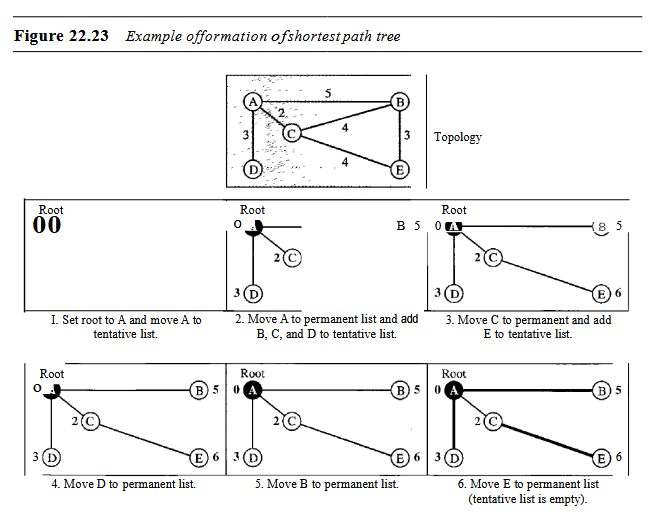 Figure 22.23 Example offormation ofshortest path tree
5
A B
2
3 C 4 3
4
D E
Topology
Root
00
1. Set root to A and move A to
tentative list.
Root
0 B 5
2 C
3 D
2. Move A to permanent list and add
B, C, and D to tentative list.
Root
0 A B 5
2 C
3 D E 6
3. Move C to permanent and add
E to tentative list.
Root
0 B 5
2 C
3 D E 6
4. Move D to permanent list.
Root
0 A B 5
2 C
3 D E 6
5. Move B to permanent list.
Root
0 A B 5
2 C
3 D E 6
6. Move E to permanent list
(tentative list is empty).